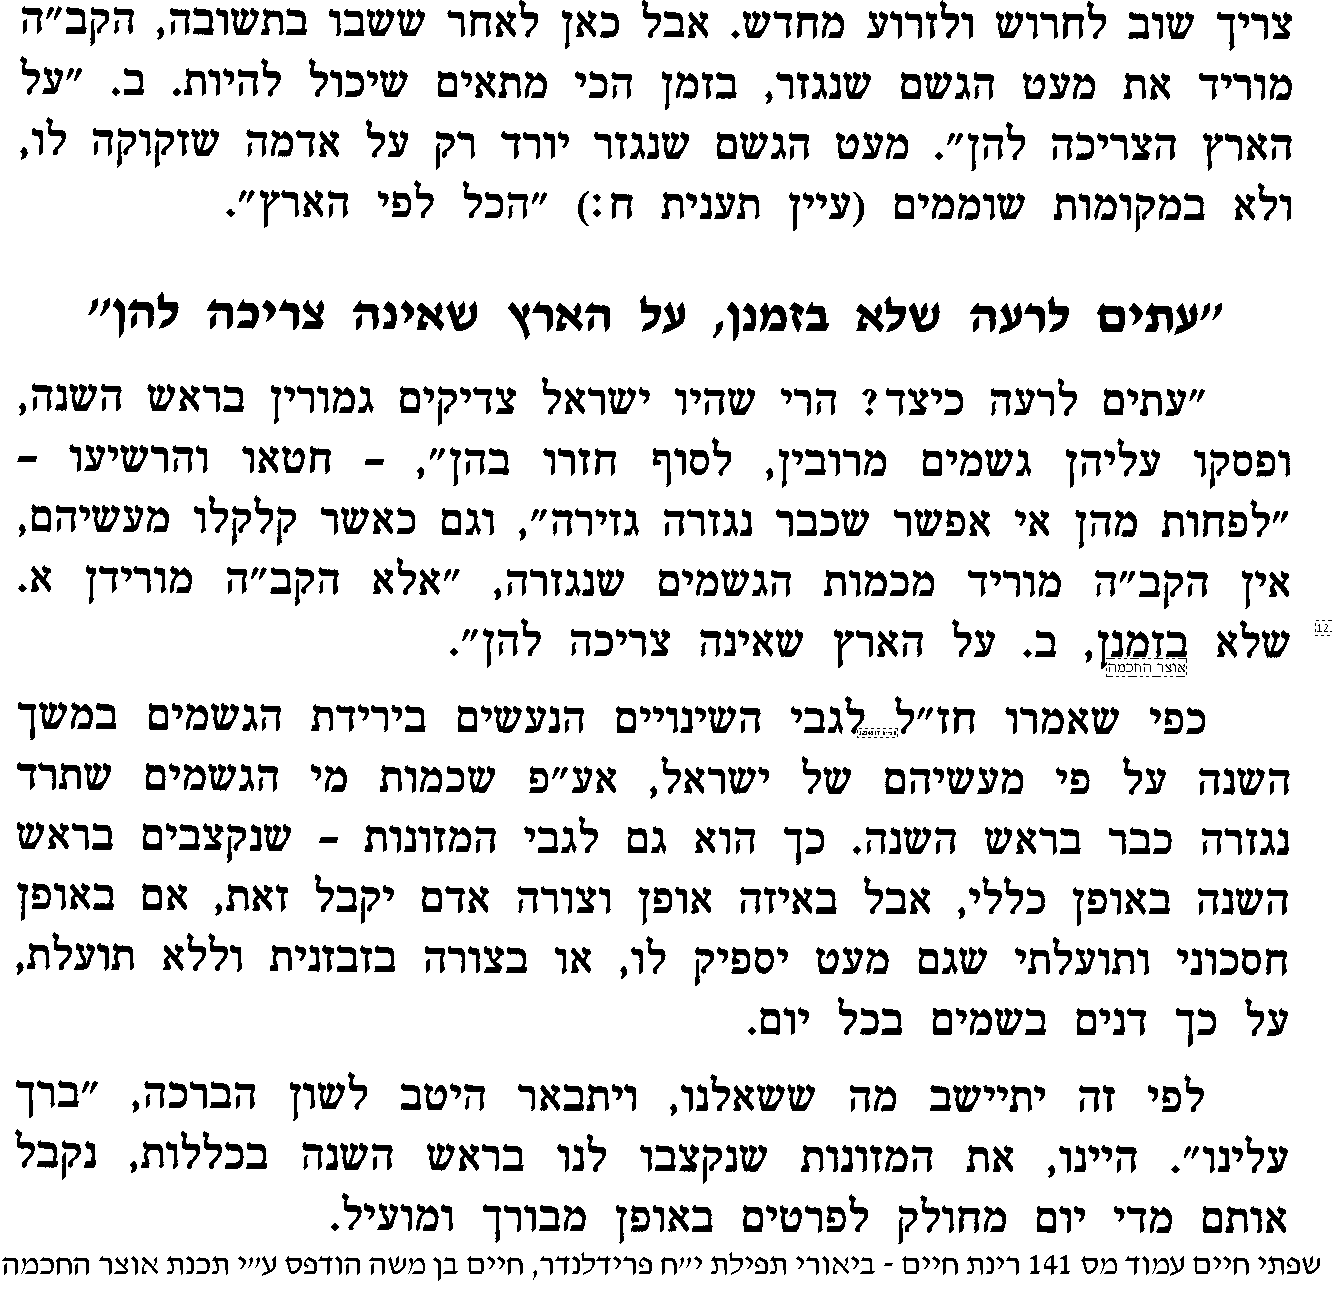 צריך שוב לחרוש ולזרוע מחדש. אבל כאן לאחר ששבו בתשובה, הקב״ה
מוריד את מעט הגשם שנגזר, בזמן הכי מתאים שיכול להיות. ב. ״על
הארץ הצריכה להן״. מעט הגשם שנגזר יורד רק על אדמה שזקוקה לו,
ולא במקומות שוממים (עיין תענית ח:) ״הכל לפי הארץ״.
״עתים לרעה שלא בזמנן, על הארץ שאינה צריכה להן״
״עתים לרעה כיצד? הרי שהיו ישראל צדיקים גמורין בראש השנה,
ופסקו עליהן גשמים מרובין, לסוף חזרו בהן״, – חטאו והרשיעו –
״לפחות מהן אי אפשר שכבר נגזרה גזירה״, וגם כאשר קלקלו מעשיהם,
אין הקב״ה מוריד מכמות הגשמים שנגזרה, ״אלא הקב״ה מורידן א.
שלא בזמנן, ב. על הארץ שאינה צריכה להן״.
12
אוצר החכמה
כפי שאמרו חז״ל לגבי השינויים הנעשים בירידת הגשמים במשך
השנה על פי מעשיהם של ישראל, אע״פ שכמות מי הגשמים שתרד
נגזרה כבר בראש השנה. כך הוא גם לגבי המזונות – שנקצבים בראש
השנה באופן כללי, אבל באיזה אופן וצורה אדם יקבל זאת, אם באופן
חסכוני ותועלתי שגם מעט יספיק לו, או בצורה בזבזנית וללא תועלת,
על כך דנים בשמים בכל יום.
לפי זה יתיישב מה ששאלנו, ויתבאר היטב לשון הברכה, ״ברך
עלינו״. היינו, את המזונות שנקצבו לנו בראש השנה בכללות, נקבל
אותם מדי יום מחולק לפרטים באופן מבורך ומועיל.
שפתי חיים עמוד מס 141 רינת חיים - ביאורי תפילת י״ח פרידלנדר, חיים בן משה הודפס ע״י תכנת אוצר החכמה